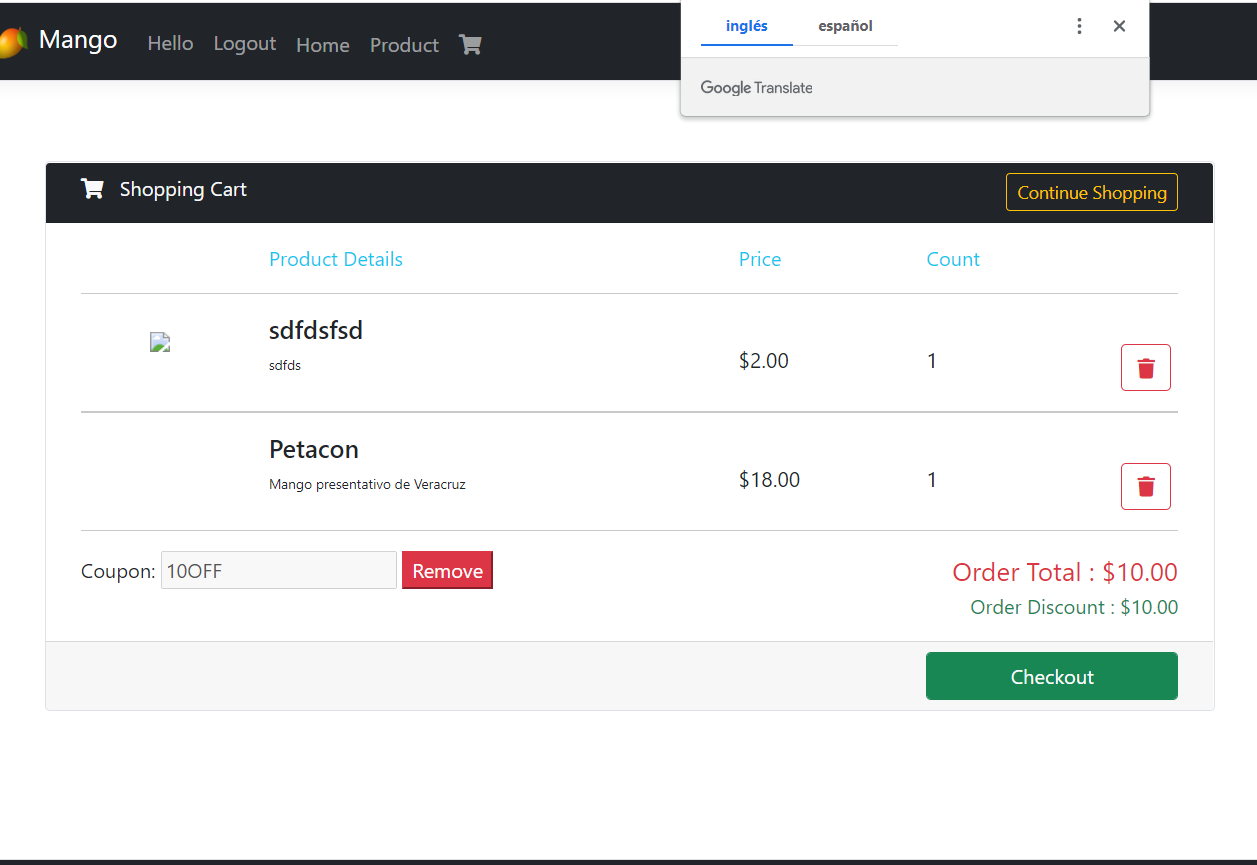 Mango Hello Logout Home Product
inglés español
Google Translate
Shopping Cart Continue Shopping
Product Details Price Count
sdfdsfsd
sdfds
$2.00 1
Petacon
Mango presentativo de Veracruz
$18.00 1
Coupon: 10OFF Remove
Order Total : $10.00
Order Discount : $10.00
Checkout